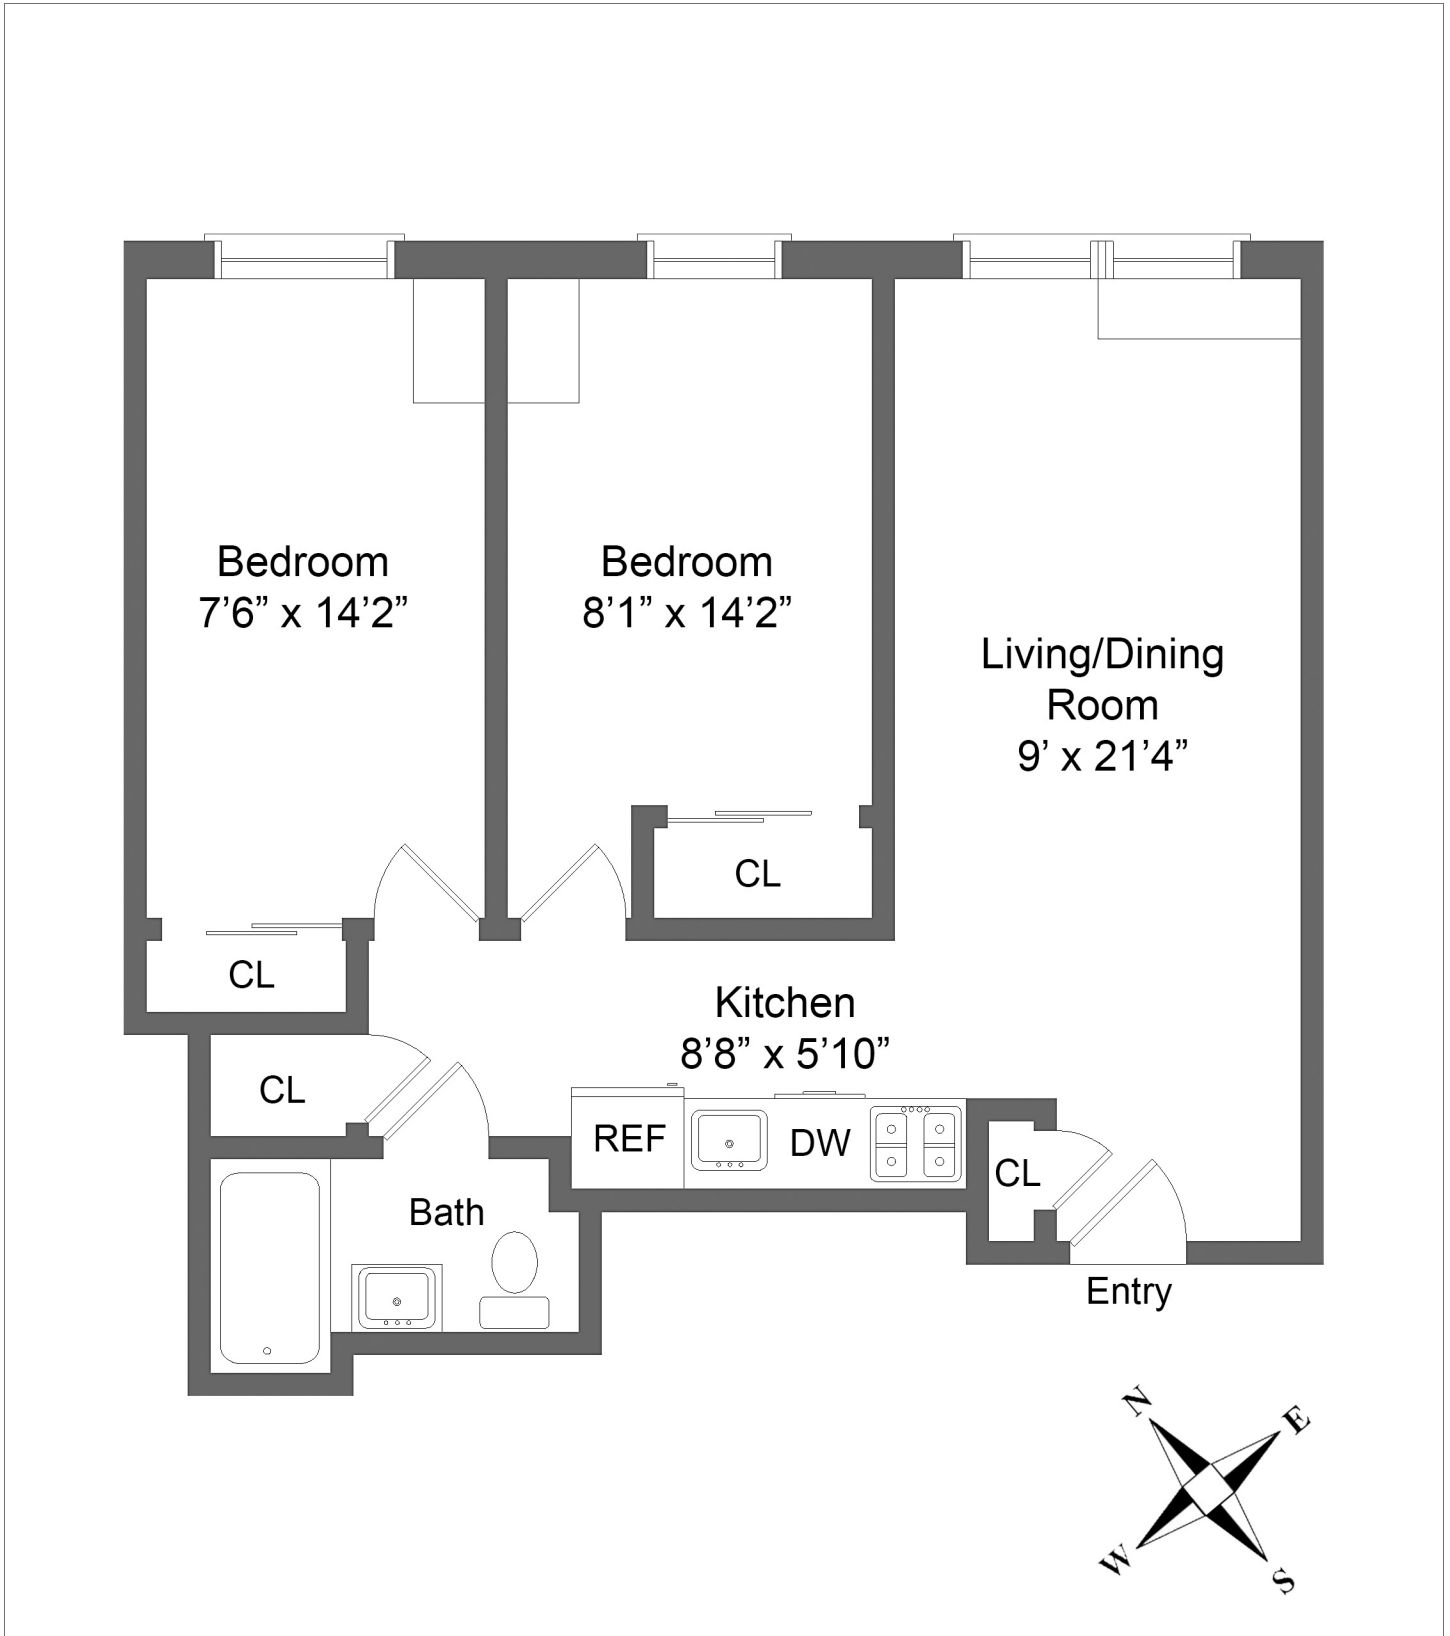 Bedroom
7’6” x 14’2”
Bedroom
8’1” x 14’2”
Living/Dining
Room
9’ x 21’4”
CL
CL
Kitchen
8’8” x 5’10”
CL
REF
DW
CL
Bath
Entry
N
E
W
S